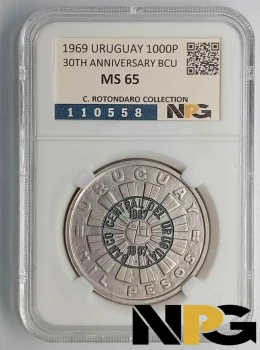 1969 URUGUAY 1000P
30TH ANNIVERSARY BCU
MS 65
C. ROTONDARO COLLECTION
110558
NPG
URUGUAY
BANCO CENTRAL DEL URUGUAY
1967
1997
MIL PESOS
NPG